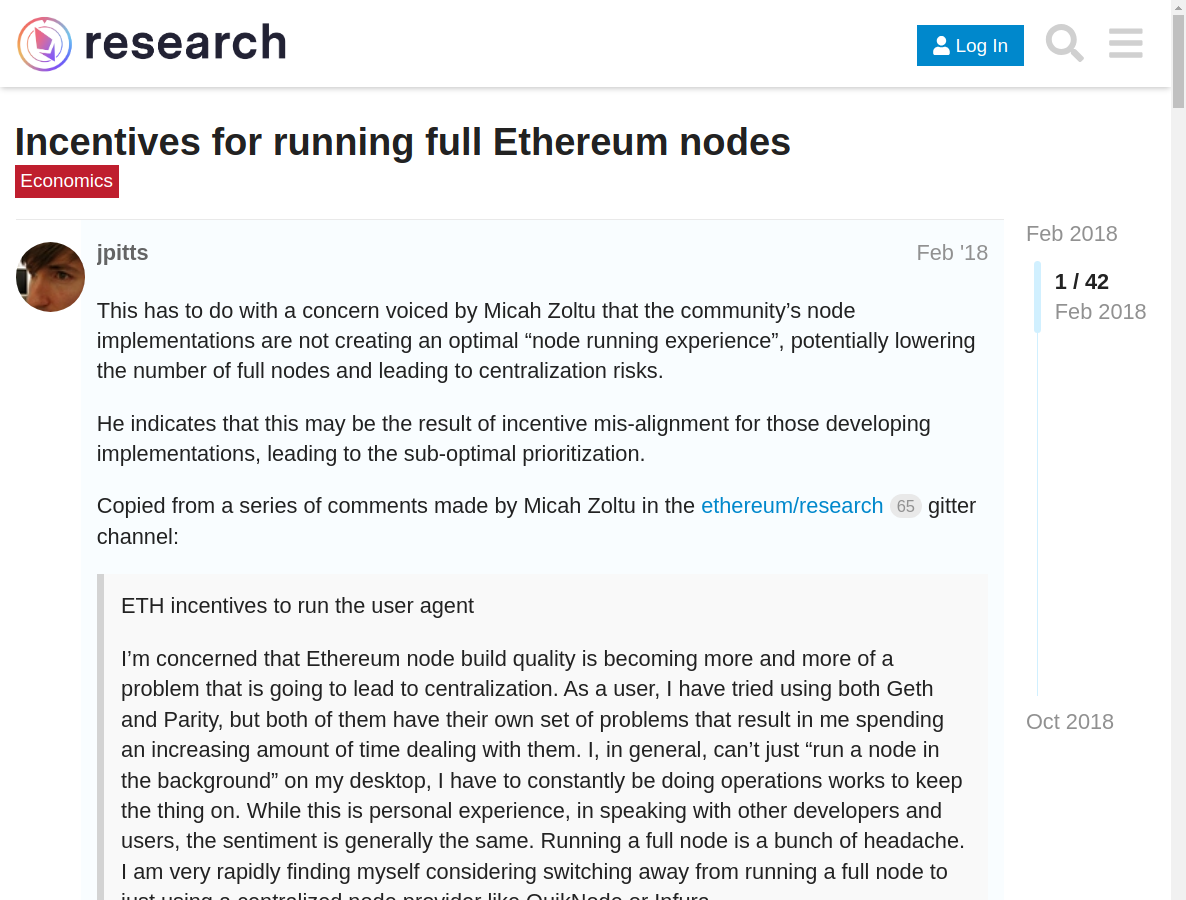 research
Log In
Incentives for running full Ethereum nodes
Economics
jpitts
Feb '18
This has to do with a concern voiced by Micah Zoltu that the community’s node
implementations are not creating an optimal “node running experience”, potentially lowering
the number of full nodes and leading to centralization risks.
He indicates that this may be the result of incentive mis-alignment for those developing
implementations, leading to the sub-optimal prioritization.
Copied from a series of comments made by Micah Zoltu in the ethereum/research 65 gitter
channel:
ETH incentives to run the user agent
I’m concerned that Ethereum node build quality is becoming more and more of a
problem that is going to lead to centralization. As a user, I have tried using both Geth
and Parity, but both of them have their own set of problems that result in me spending
an increasing amount of time dealing with them. I, in general, can’t just “run a node in
the background” on my desktop, I have to constantly be doing operations works to keep
the thing on. While this is personal experience, in speaking with other developers and
users, the sentiment is generally the same. Running a full node is a bunch of headache.
I am very rapidly finding myself considering switching away from running a full node to
just using a centralized node provider like QuikNode or Infura
Feb 2018
1 / 42
Feb 2018
Oct 2018